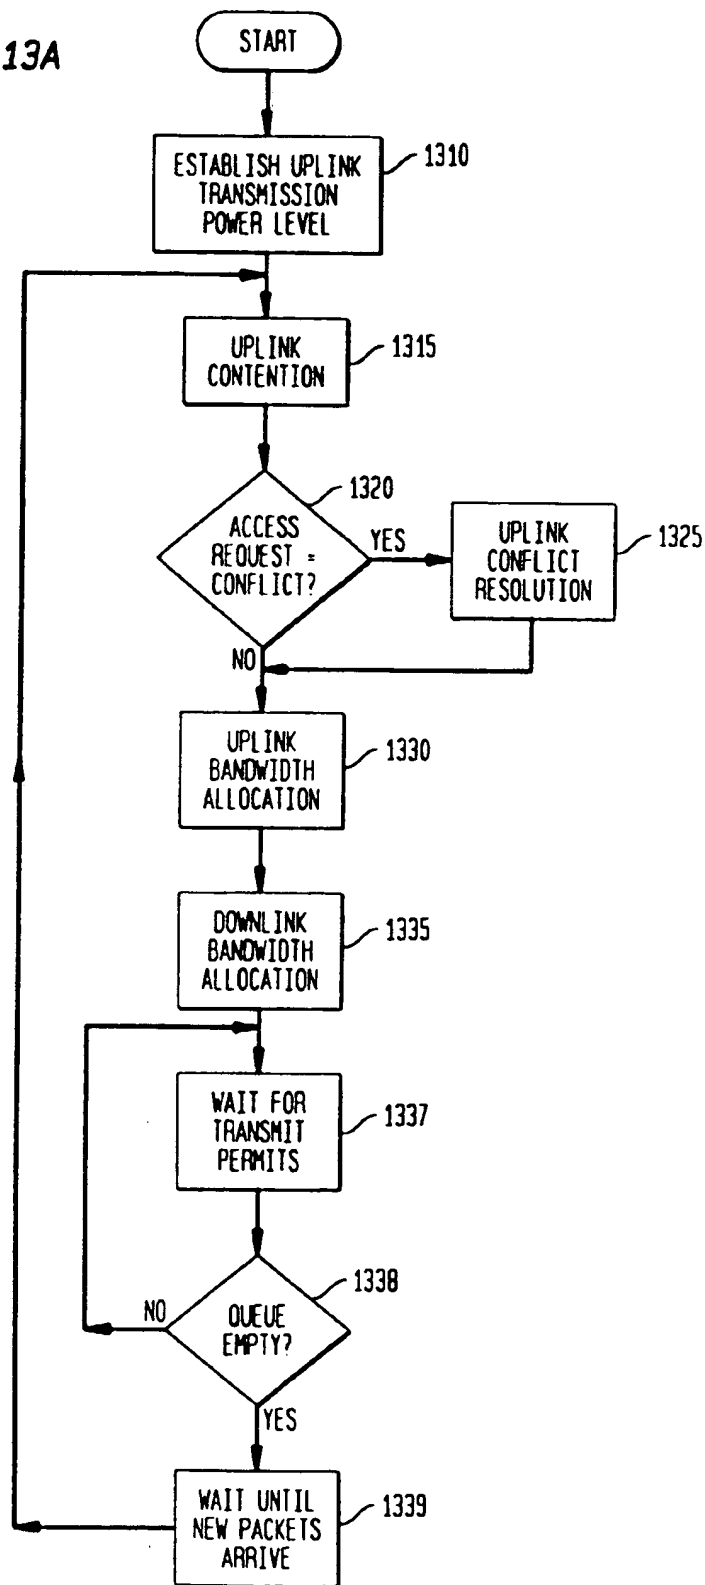 13A
START
ESTABLISH UPLINK
TRANSMISSION
POWER LEVEL
1310
UPLINK
CONTENTION
1315
1320
ACCESS
REQUEST =
CONFLICT?
YES
UPLINK
CONFLICT
RESOLUTION
1325
NO
UPLINK
BANDWIDTH
ALLOCATION
1330
DOWNLINK
BANDWIDTH
ALLOCATION
1335
WAIT FOR
TRANSMIT
PERMITS
1337
1338
NO
QUEUE
EMPTY?
YES
WAIT UNTIL
NEW PACKETS
ARRIVE
1339